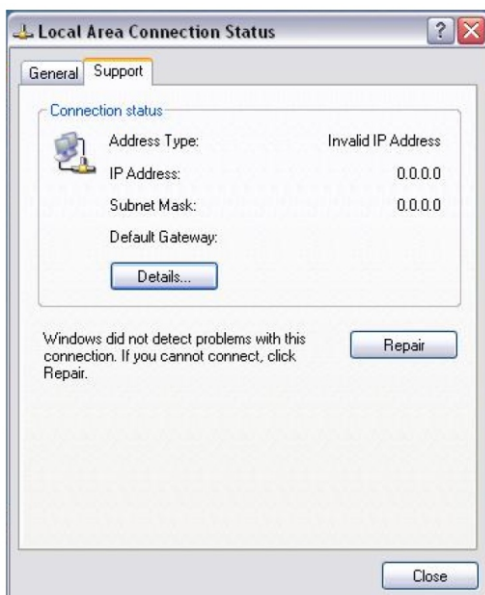 Local Area Connection Status
General Support
Connection status
Address Type: Invalid IP Address
IP Address: 0.0.0.0
Subnet Mask: 0.0.0.0
Default Gateway:
Details...
Windows did not detect problems with this
connection. If you cannot connect, click
Repair.
Repair
Close